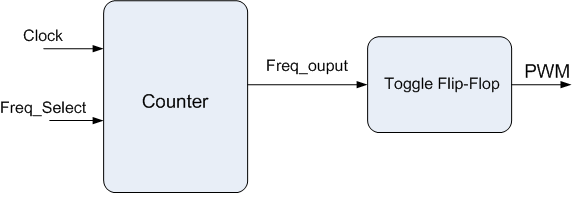 Clock
Freq_Select
Counter
Freq_ouput
Toggle Flip-Flop
PWM